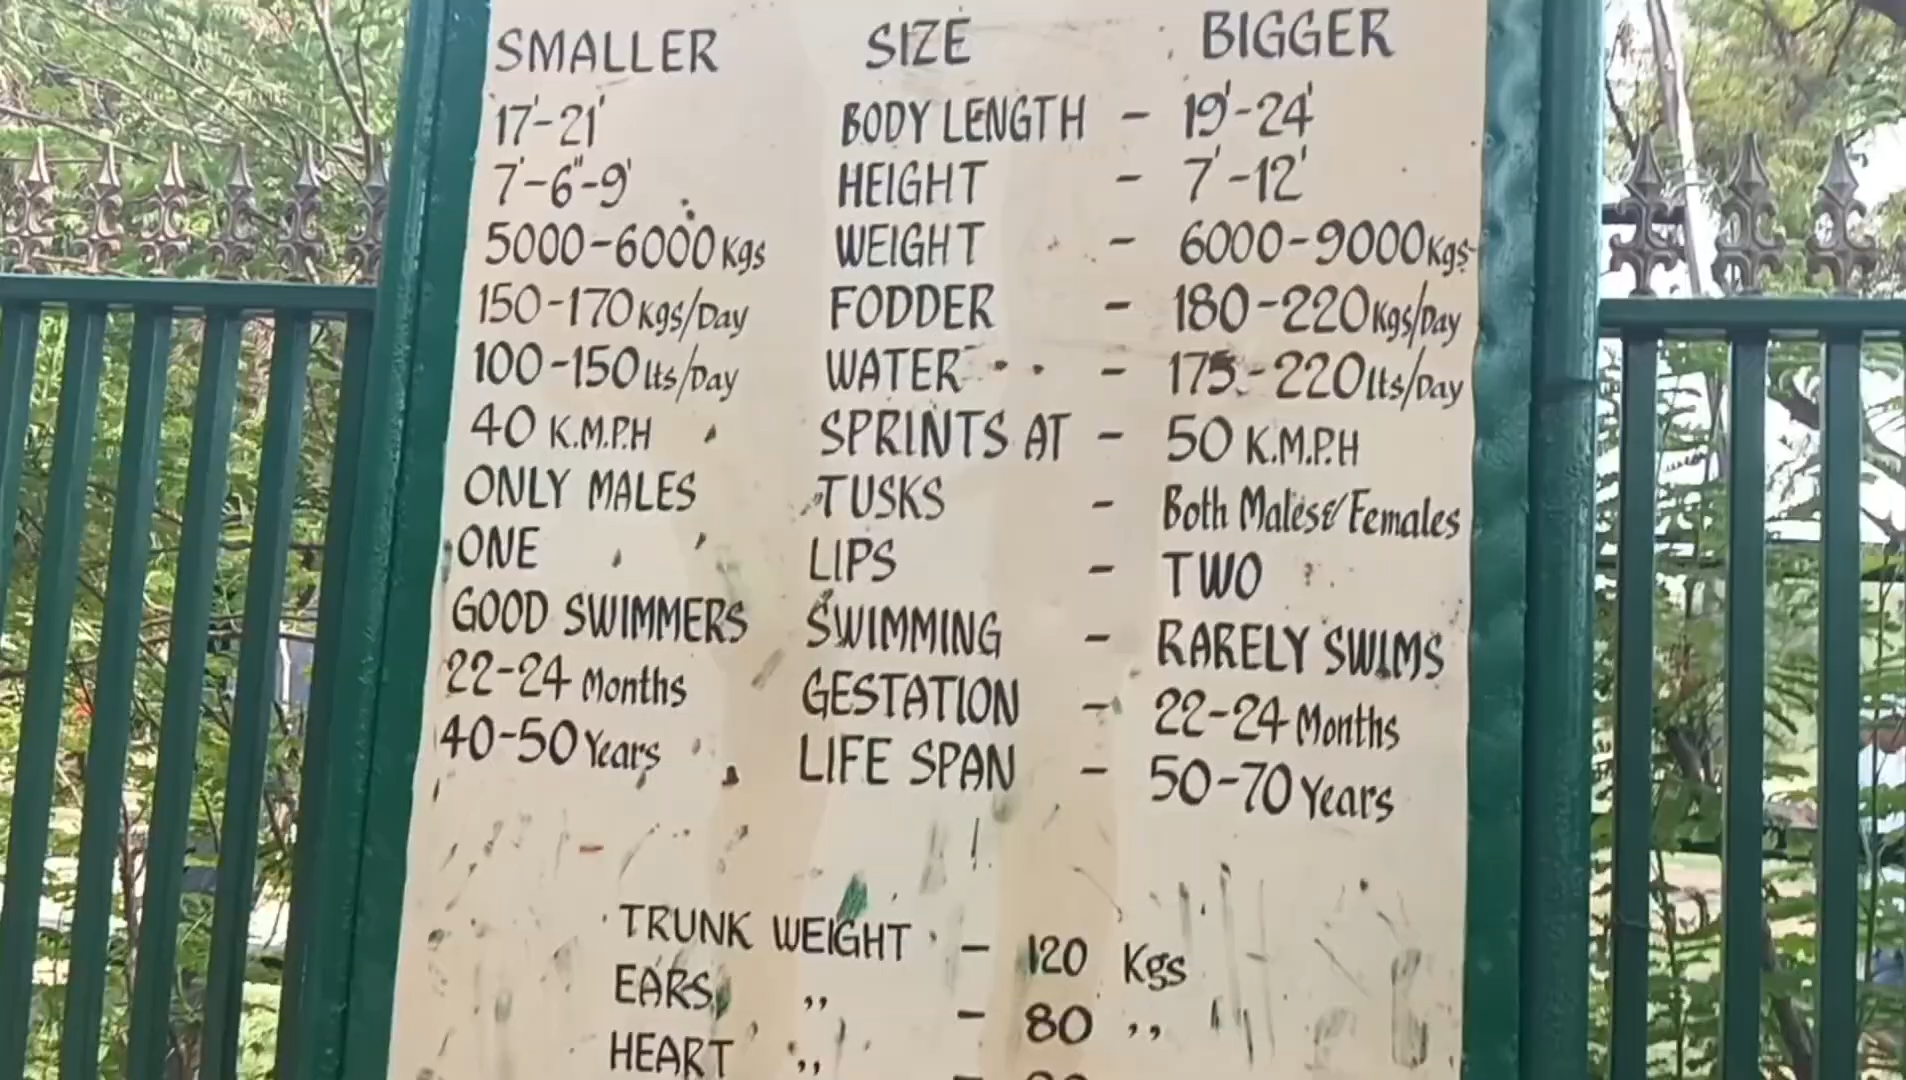 SMALLER SIZE BIGGER
17'-21' BODY LENGTH - 19'-24'
7'-6"-9' HEIGHT - 7'-12'
5000-6000 Kgs WEIGHT - 6000-9000 Kgs
150-170 Kgs/Day FODDER - 180-220 Kgs/Day
100-150 lts/Day WATER - 175-220 lts/Day
40 K.M.P.H SPRINTS AT - 50 K.M.P.H
ONLY MALES TUSKS - Both Males & Females
ONE LIPS - TWO
GOOD SWIMMERS SWIMMING - RARELY SWIMS
22-24 Months GESTATION - 22-24 Months
40-50 Years LIFE SPAN - 50-70 Years
TRUNK WEIGHT - 120 Kgs
EARS ,, - 80 ,,
HEART ,, -